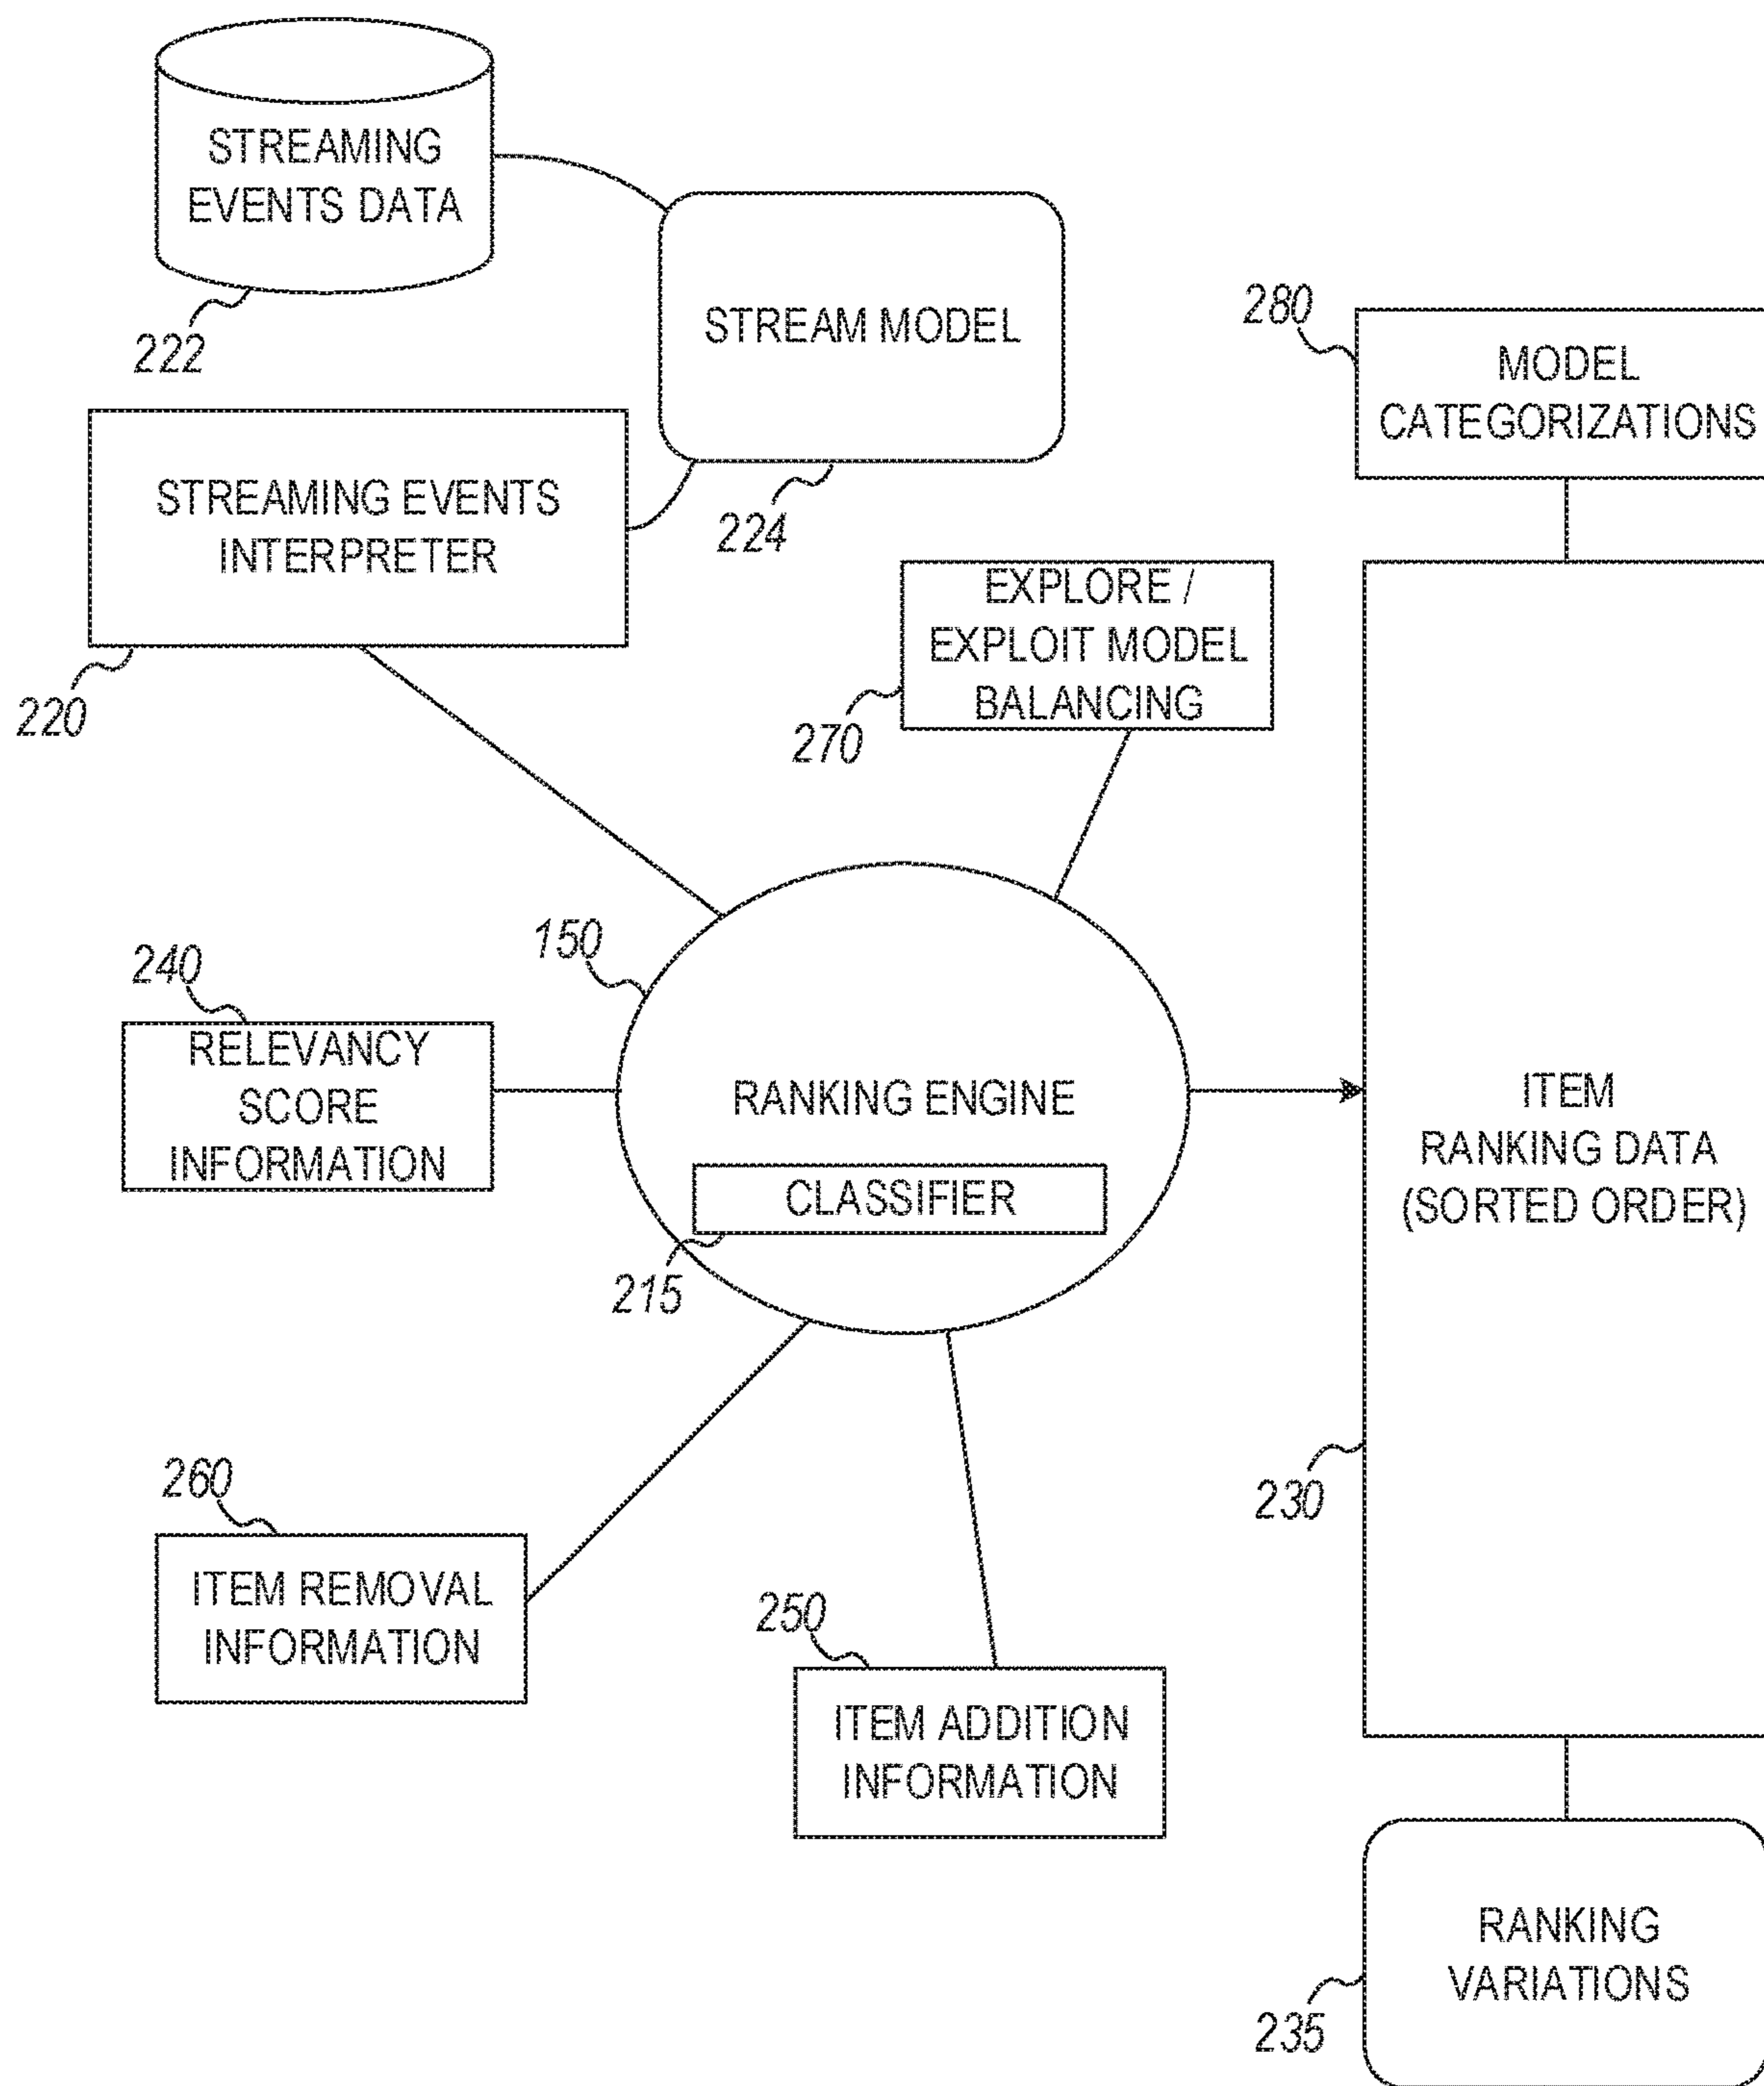 STREAMING
EVENTS DATA
222
STREAM MODEL
224
280
MODEL
CATEGORIZATIONS
STREAMING EVENTS
INTERPRETER
220
EXPLORE /
EXPLOIT MODEL
BALANCING
270
150
240
RELEVANCY
SCORE
INFORMATION
RANKING ENGINE
CLASSIFIER
215
ITEM
RANKING DATA
(SORTED ORDER)
230
260
ITEM REMOVAL
INFORMATION
250
ITEM ADDITION
INFORMATION
RANKING
VARIATIONS
235